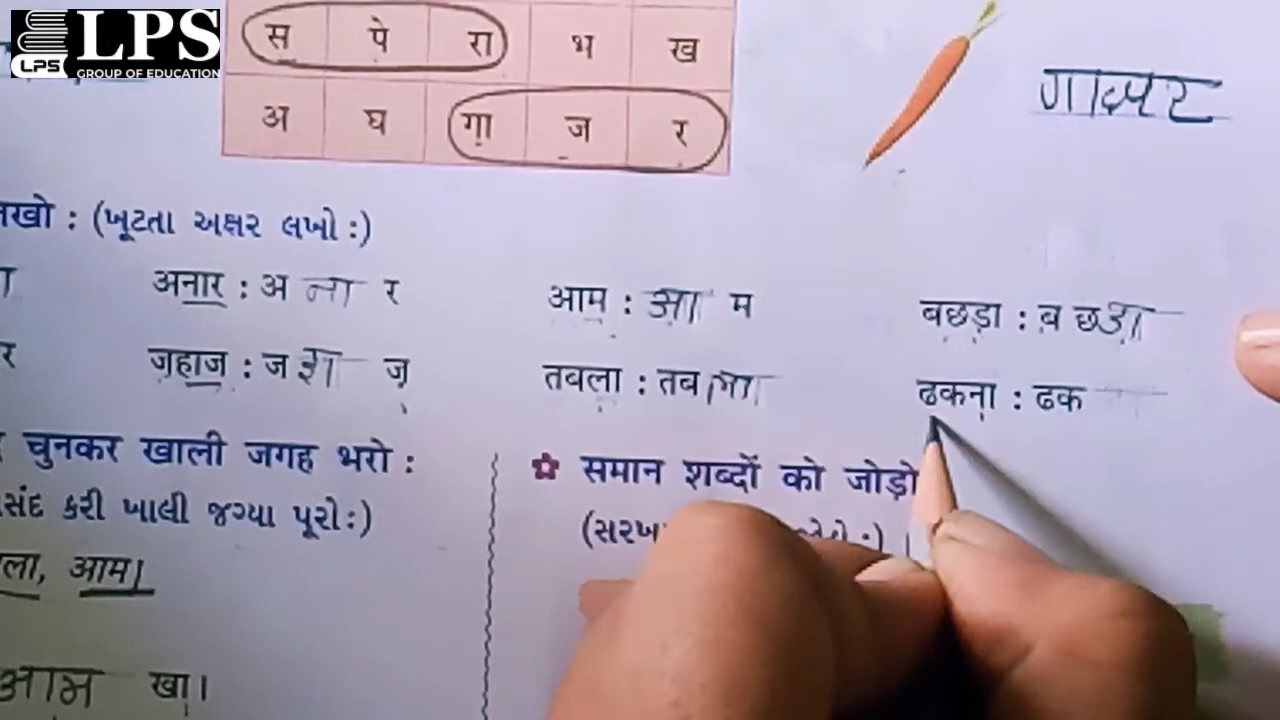 LPS
LPS
GROUP OF EDUCATION
स पे रा भ ख
अ घ गा ज र
गाजर
(ખૂટતા અક્ષર લખો :)
अनार : अ ना र
आम : आ म
बछड़ा : ब छड़ा
र
जहाज : ज हा ज
तबला : तब ला
ढकना : ढक
चुनकर खाली जगह भरो :
કરી ખાલી જગ્યા પૂરો :)
समान शब्दों को जोड़ो
आम।
आम खा।